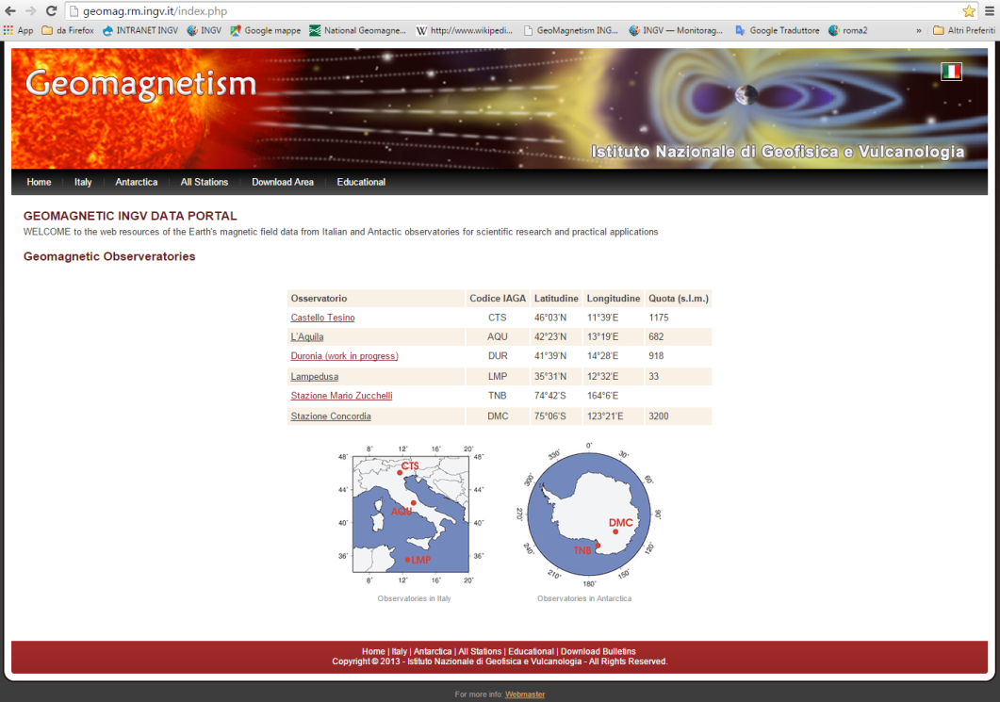 geomag.rm.ingv.it/index.php
App da Firefox INTRANET INGV INGV Google mappe National Geomagne... http://www.wikipedi... GeoMagnetism ING... INGV — Monitorag... Google Traduttore roma2 » Altri Preferiti
Geomagnetism
Istituto Nazionale di Geofisica e Vulcanologia
Home Italy Antarctica All Stations Download Area Educational
GEOMAGNETIC INGV DATA PORTAL
WELCOME to the web resources of the Earth's magnetic field data from Italian and Antactic observatories for scientific research and practical applications
Geomagnetic Observeratories
Osservatorio Codice IAGA Latitudine Longitudine Quota (s.l.m.)
Castello Tesino CTS 46°03'N 11°39'E 1175
L'Aquila AQU 42°23'N 13°19'E 682
Duronia (work in progress) DUR 41°39'N 14°28'E 918
Lampedusa LMP 35°31'N 12°32'E 33
Stazione Mario Zucchelli TNB 74°42'S 164°6'E
Stazione Concordia DMC 75°06'S 123°21'E 3200
8° 12° 16° 20°
48° 48°
CTS
44° 44°
AQU
40° 40°
36° LMP 36°
8° 12° 16° 20°
Observatories in Italy
0°
330° 30°
300° 60°
270° 90°
DMC
TNB
240° 120°
210° 150°
180°
Observatories in Antarctica
Home | Italy | Antarctica | All Stations | Educational | Download Bulletins
Copyright © 2013 - Istituto Nazionale di Geofisica e Vulcanologia - All Rights Reserved.
For more info: Webmaster